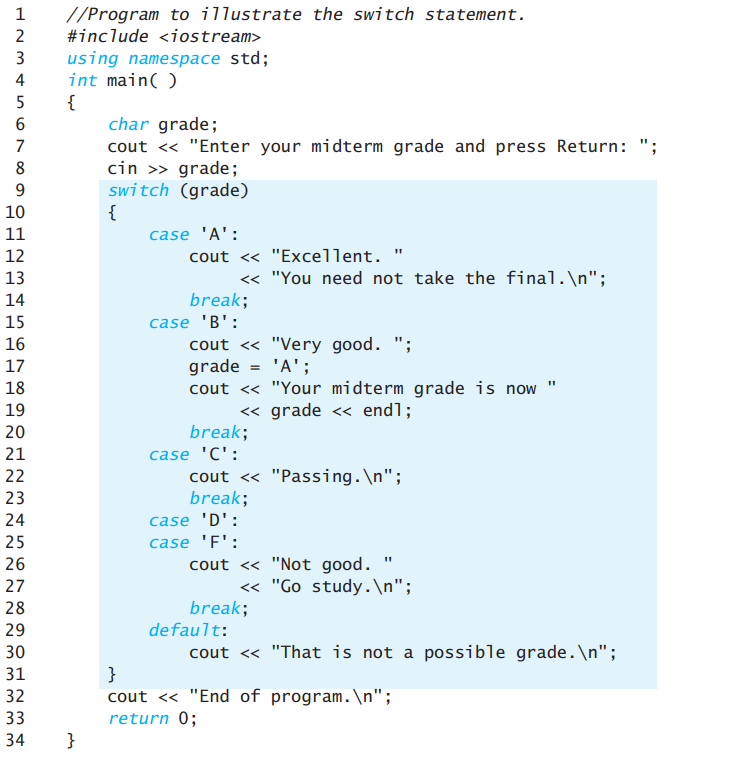 1 //Program to illustrate the switch statement.
2 #include <iostream>
3 using namespace std;
4 int main( )
5 {
6     char grade;
7     cout << "Enter your midterm grade and press Return: ";
8     cin >> grade;
9     switch (grade)
10     {
11         case 'A':
12             cout << "Excellent. "
13                  << "You need not take the final.\n";
14             break;
15         case 'B':
16             cout << "Very good. ";
17             grade = 'A';
18             cout << "Your midterm grade is now "
19                  << grade << endl;
20             break;
21         case 'C':
22             cout << "Passing.\n";
23             break;
24         case 'D':
25         case 'F':
26             cout << "Not good. "
27                  << "Go study.\n";
28             break;
29         default:
30             cout << "That is not a possible grade.\n";
31     }
32     cout << "End of program.\n";
33     return 0;
34 }